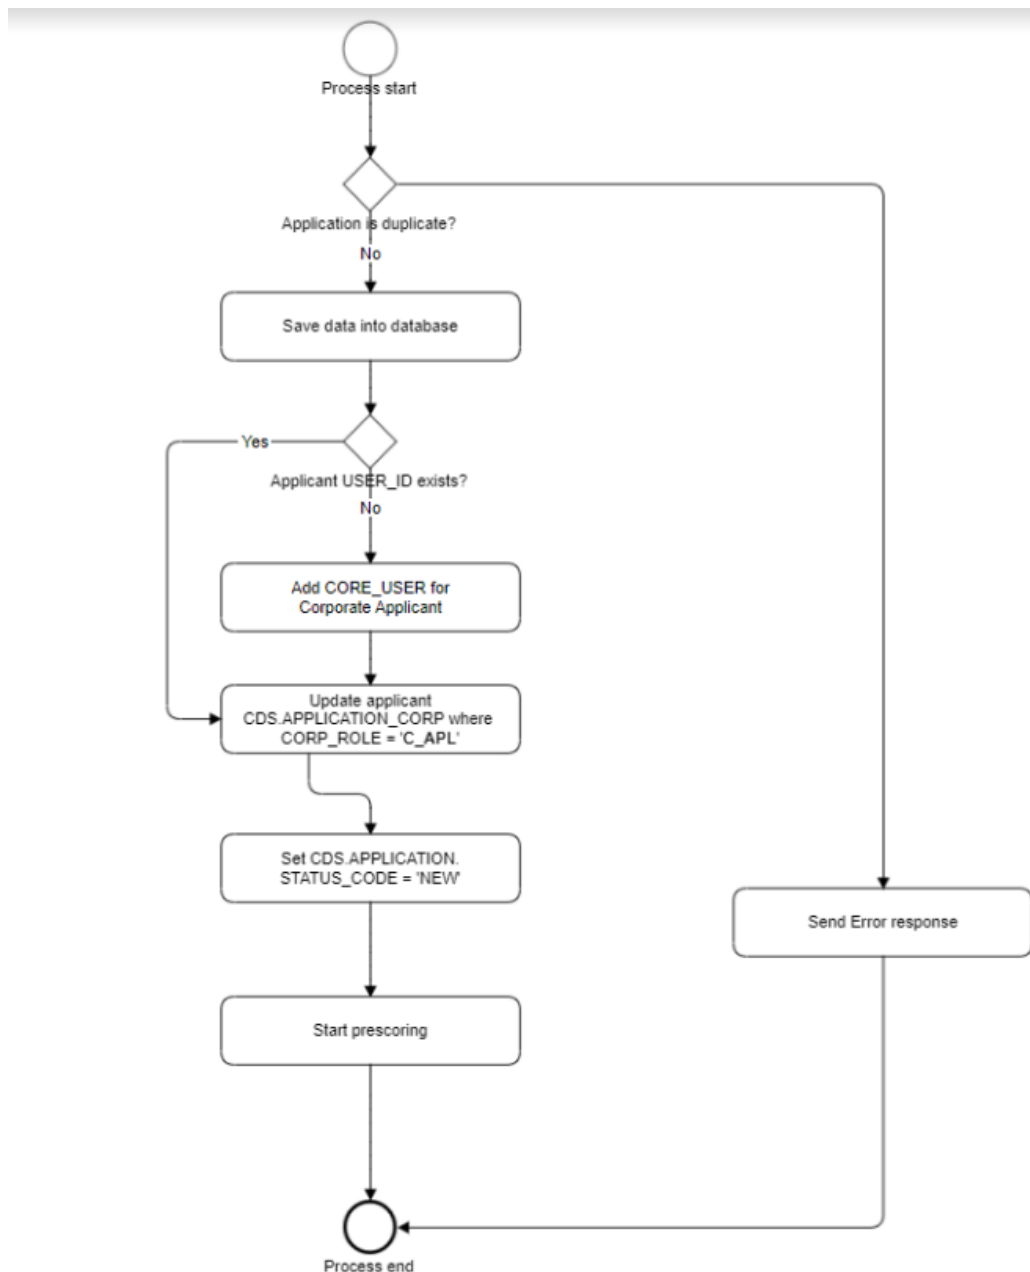 Process start
Application is duplicate?
No
Save data into database
Yes
Applicant USER_ID exists?
No
Add CORE_USER for
Corporate Applicant
Update applicant
CDS.APPLICATION_CORP where
CORP_ROLE = 'C_APL'
Set CDS.APPLICATION.
STATUS_CODE = 'NEW'
Send Error response
Start prescoring
Process end